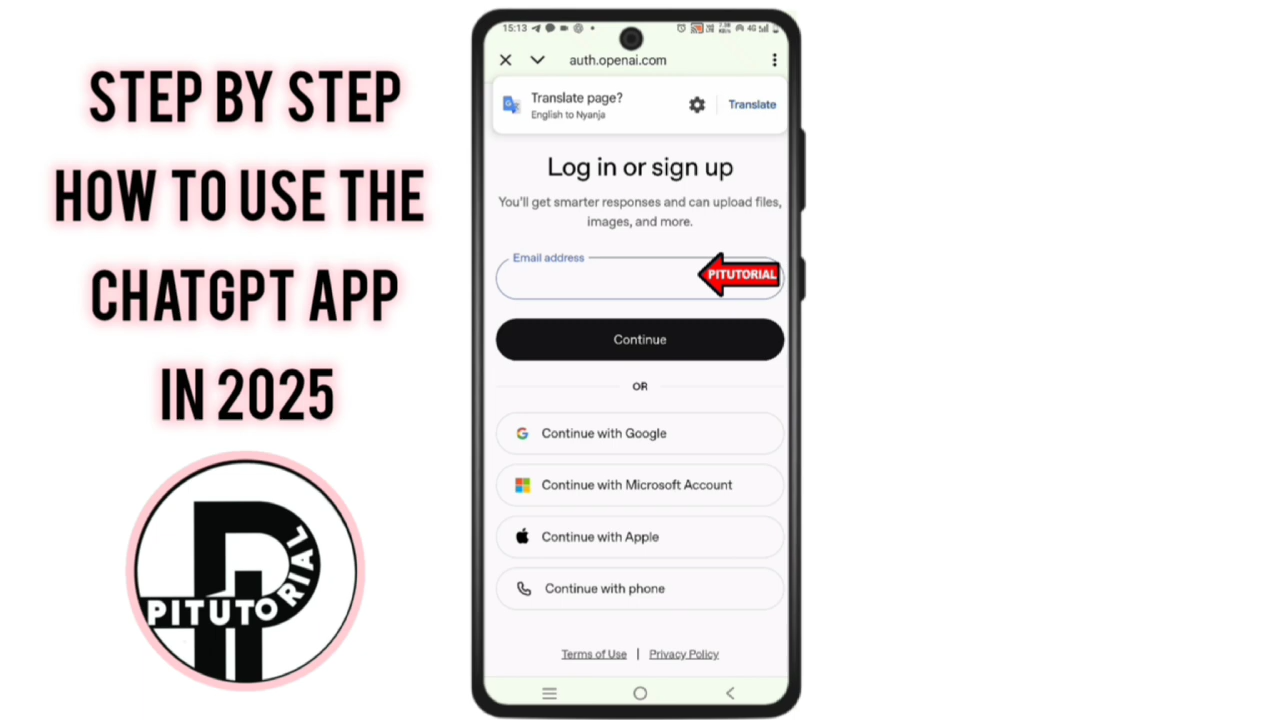 STEP BY STEP
HOW TO USE THE
CHATGPT APP
IN 2025
PITUTORIAL
15:13
4G
auth.openai.com
Translate page?
English to Nyanja
Translate
Log in or sign up
You'll get smarter responses and can upload files,
images, and more.
Email address
PITUTORIAL
Continue
OR
Continue with Google
Continue with Microsoft Account
Continue with Apple
Continue with phone
Terms of Use | Privacy Policy